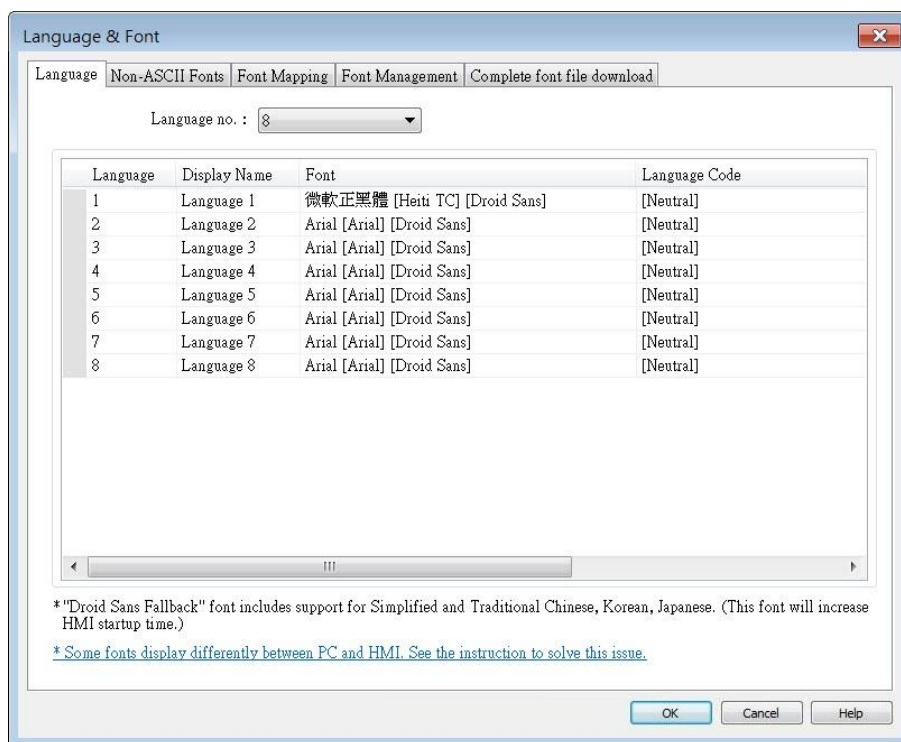 Language & Font
Language Non-ASCII Fonts Font Mapping Font Management Complete font file download
Language no. : 8
Language Display Name Font Language Code
1 Language 1 微軟正黑體 [Heiti TC] [Droid Sans] [Neutral]
2 Language 2 Arial [Arial] [Droid Sans] [Neutral]
3 Language 3 Arial [Arial] [Droid Sans] [Neutral]
4 Language 4 Arial [Arial] [Droid Sans] [Neutral]
5 Language 5 Arial [Arial] [Droid Sans] [Neutral]
6 Language 6 Arial [Arial] [Droid Sans] [Neutral]
7 Language 7 Arial [Arial] [Droid Sans] [Neutral]
8 Language 8 Arial [Arial] [Droid Sans] [Neutral]
* "Droid Sans Fallback" font includes support for Simplified and Traditional Chinese, Korean, Japanese. (This font will increase
HMI startup time.)
* Some fonts display differently between PC and HMI. See the instruction to solve this issue.
OK Cancel Help